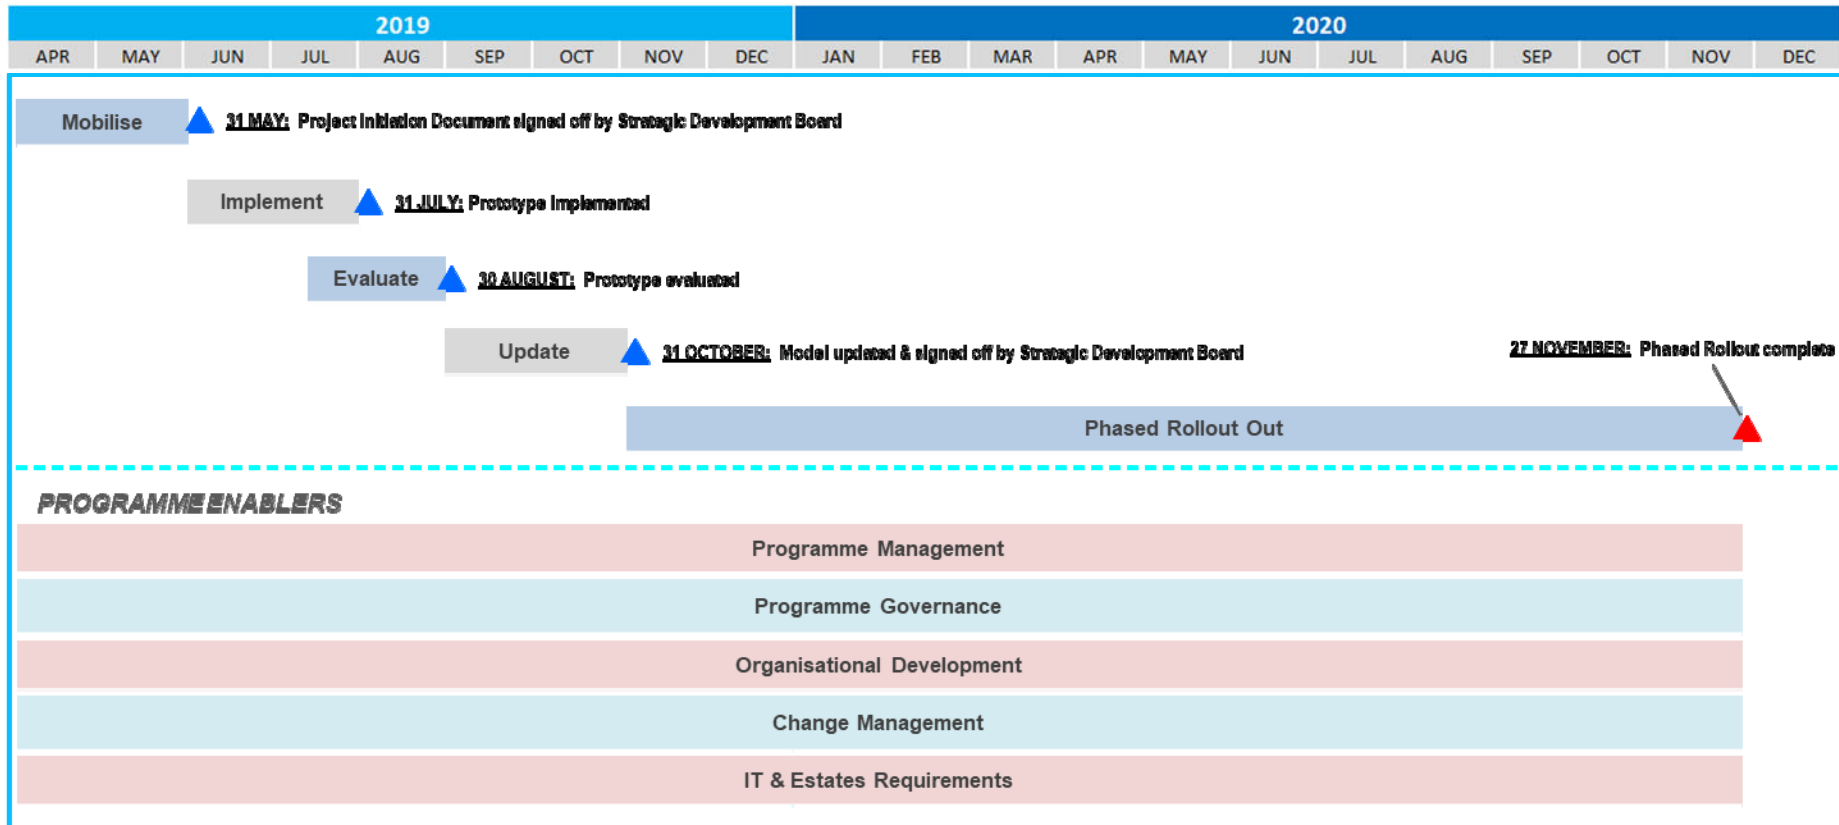 2019 2020
APR MAY JUN JUL AUG SEP OCT NOV DEC JAN FEB MAR APR MAY JUN JUL AUG SEP OCT NOV DEC
Mobilise 31 MAY: Project Initiation Document signed off by Strategic Development Board
Implement 31 JULY: Prototype Implemented
Evaluate 30 AUGUST: Prototype evaluated
Update 31 OCTOBER: Model updated & signed off by Strategic Development Board 27 NOVEMBER: Phased Rollout complete
Phased Rollout Out
PROGRAMME ENABLERS
Programme Management
Programme Governance
Organisational Development
Change Management
IT & Estates Requirements